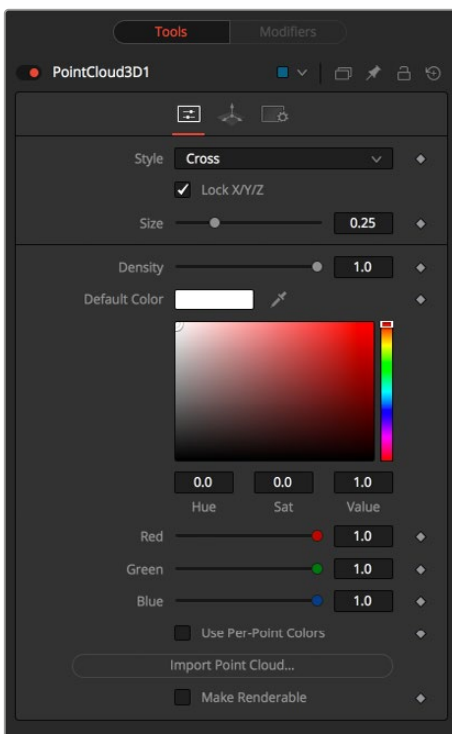 Tools Modifiers
PointCloud3D1
Style Cross
Lock X/Y/Z
Size 0.25
Density 1.0
Default Color
0.0 0.0 1.0
Hue Sat Value
Red 1.0
Green 1.0
Blue 1.0
Use Per-Point Colors
Import Point Cloud...
Make Renderable